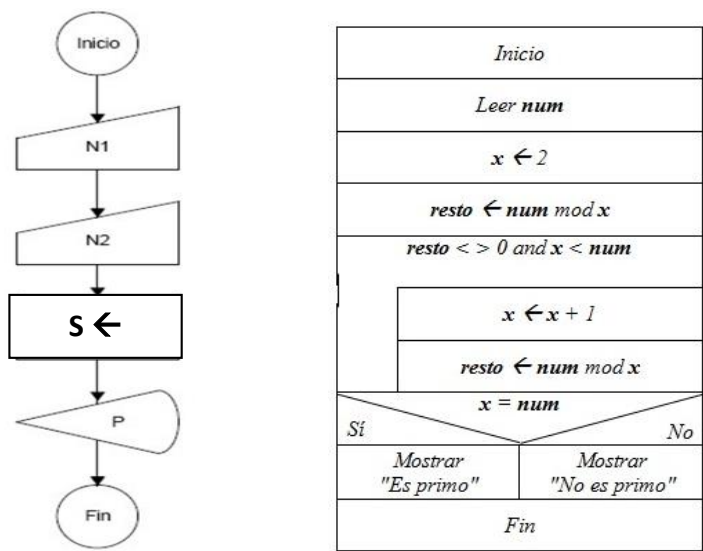 Inicio
N1
N2
S ←
P
Fin
Inicio
Leer num
x ← 2
resto ← num mod x
resto < > 0 and x < num
x ← x + 1
resto ← num mod x
x = num
Sí
No
Mostrar
"Es primo"
Mostrar
"No es primo"
Fin